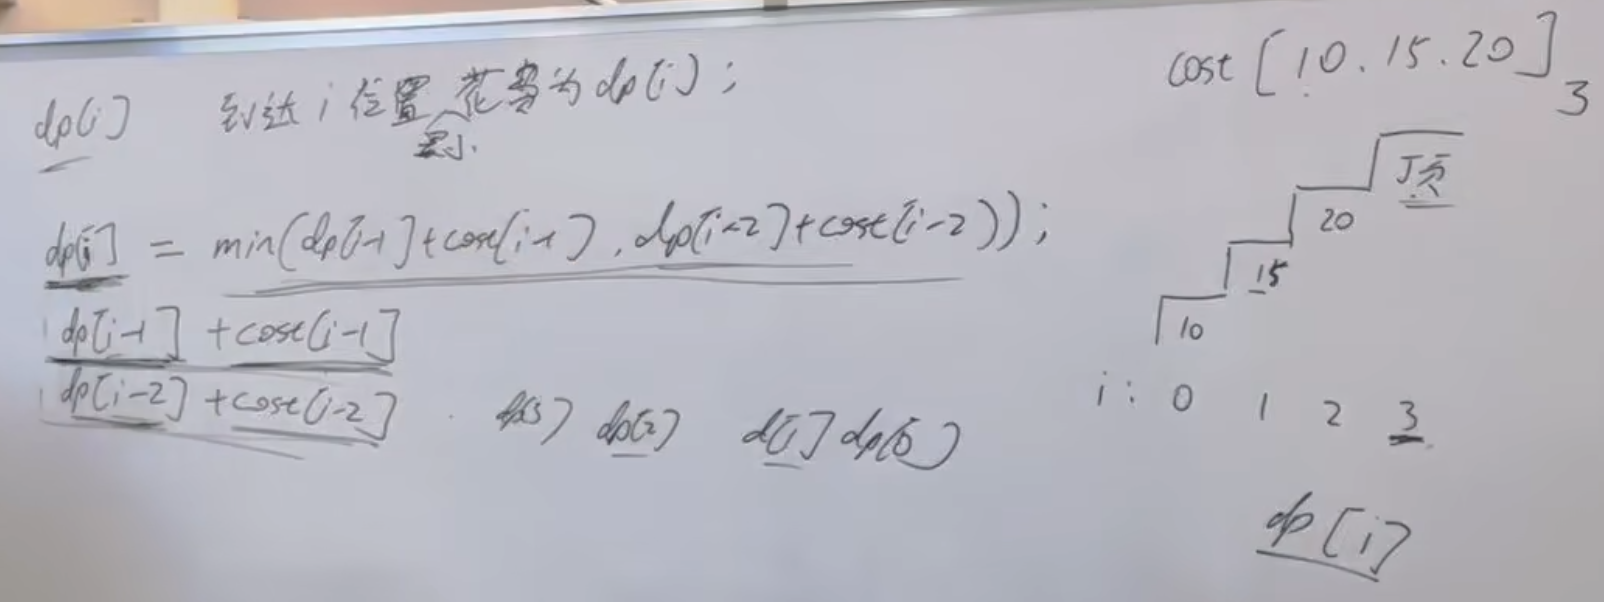 dp[i] 到达 i 位置 最小 花费为 dp[i];
dp[i] = min(dp[i-1]+cost[i-1], dp[i-2]+cost[i-2]);
dp[i-1] +cost[i-1]
dp[i-2] +cost[i-2]
dp[3] dp[2] d[1] dp[0]
cost [10.15.20]
3
顶
20
15
10
i: 0 1 2 3
dp[i]